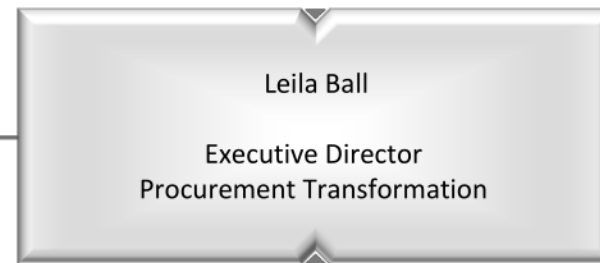 Leila Ball
Executive Director
Procurement Transformation